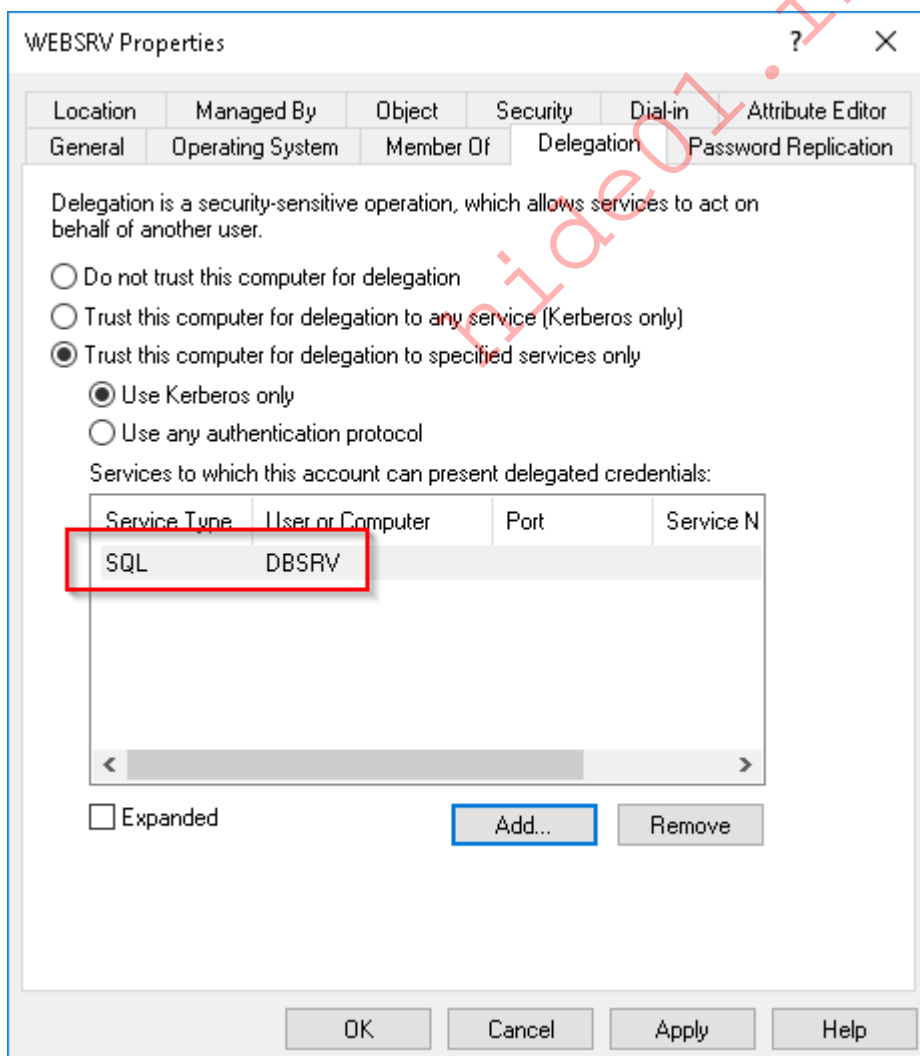 WEBSRV Properties ? ×
Location Managed By Object Security Dial-in Attribute Editor
General Operating System Member Of Delegation Password Replication
Delegation is a security-sensitive operation, which allows services to act on
behalf of another user.
Do not trust this computer for delegation
Trust this computer for delegation to any service (Kerberos only)
Trust this computer for delegation to specified services only
Use Kerberos only
Use any authentication protocol
Services to which this account can present delegated credentials:
Service Type User or Computer Port Service N
SQL DBSRV
Expanded Add... Remove
OK Cancel Apply Help